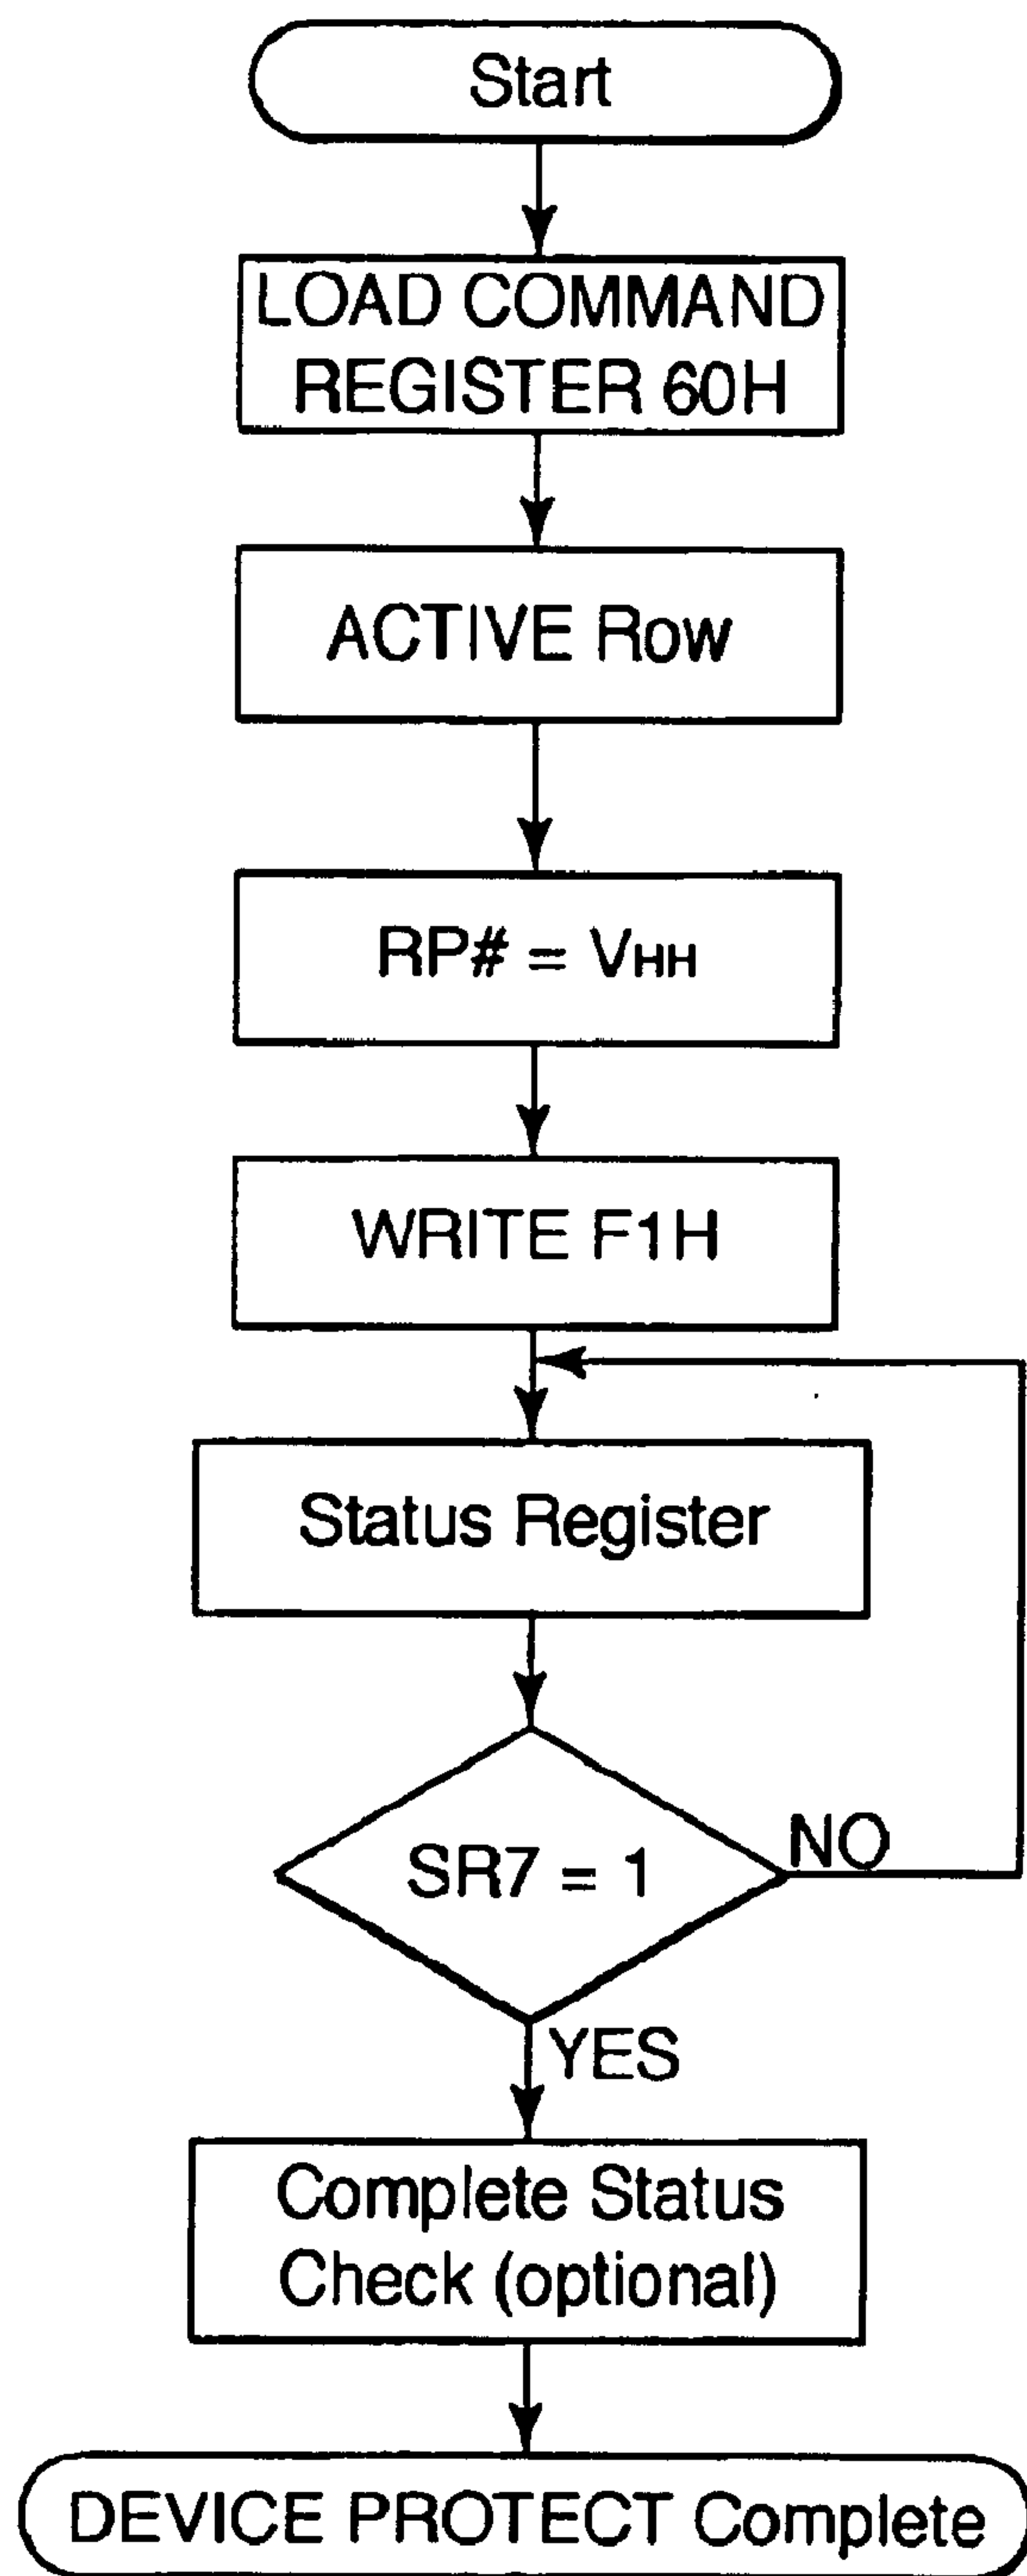 Start
LOAD COMMAND
REGISTER 60H
ACTIVE Row
RP# = VHH
WRITE F1H
Status Register
SR7 = 1
NO
YES
Complete Status
Check (optional)
DEVICE PROTECT Complete